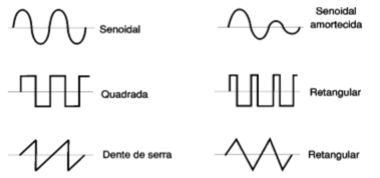 Senoidal
Senoidal
amortecida
Quadrada
Retangular
Dente de serra
Retangular